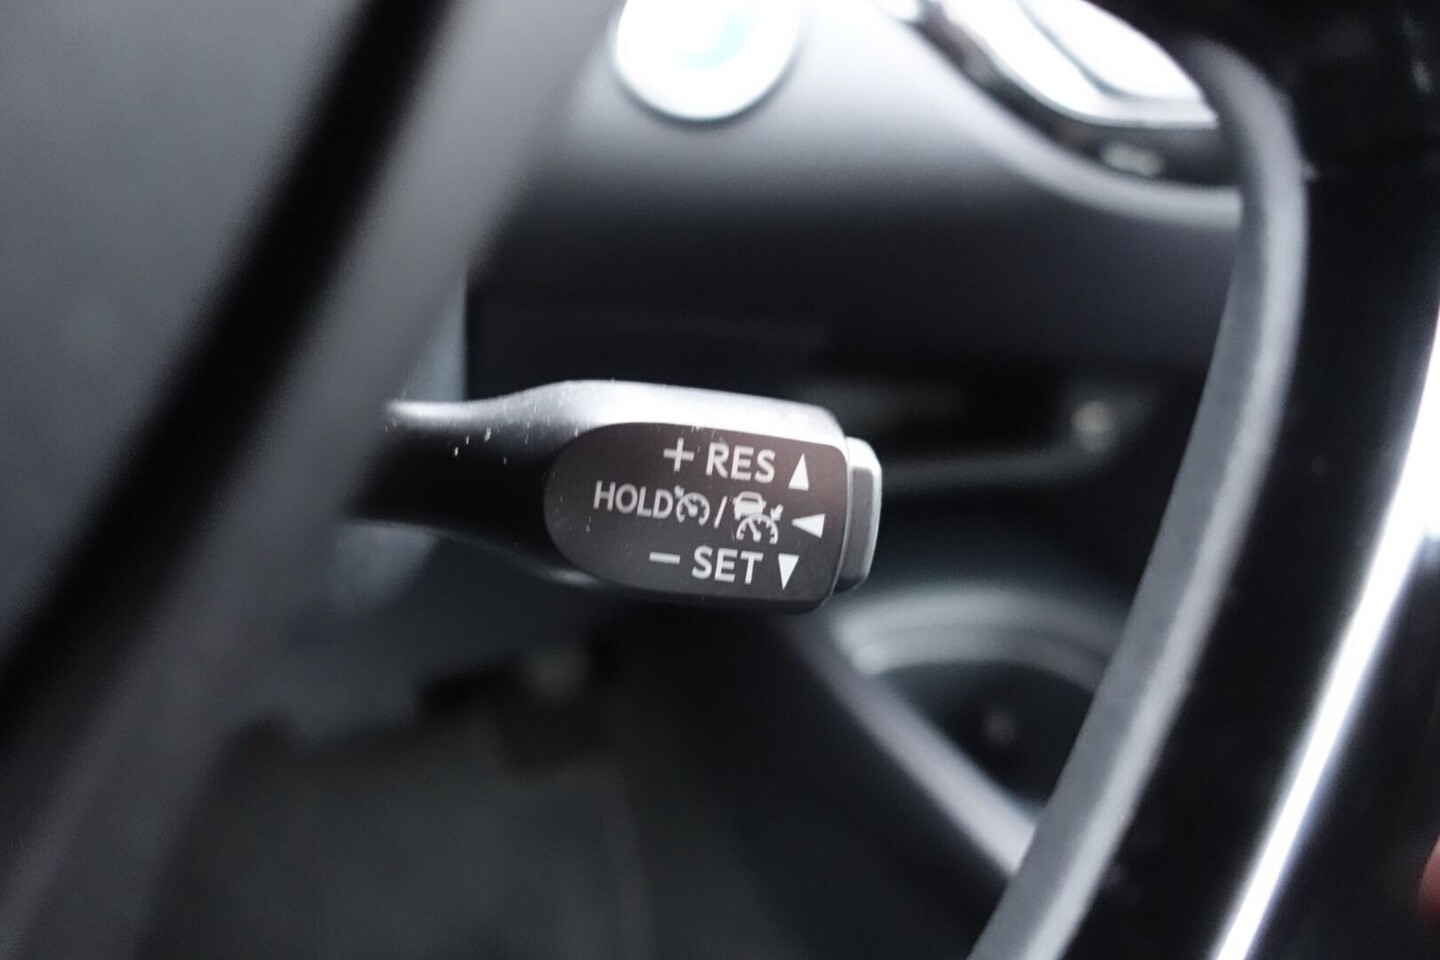 + RES ▲
HOLD / ◀
− SET ▼